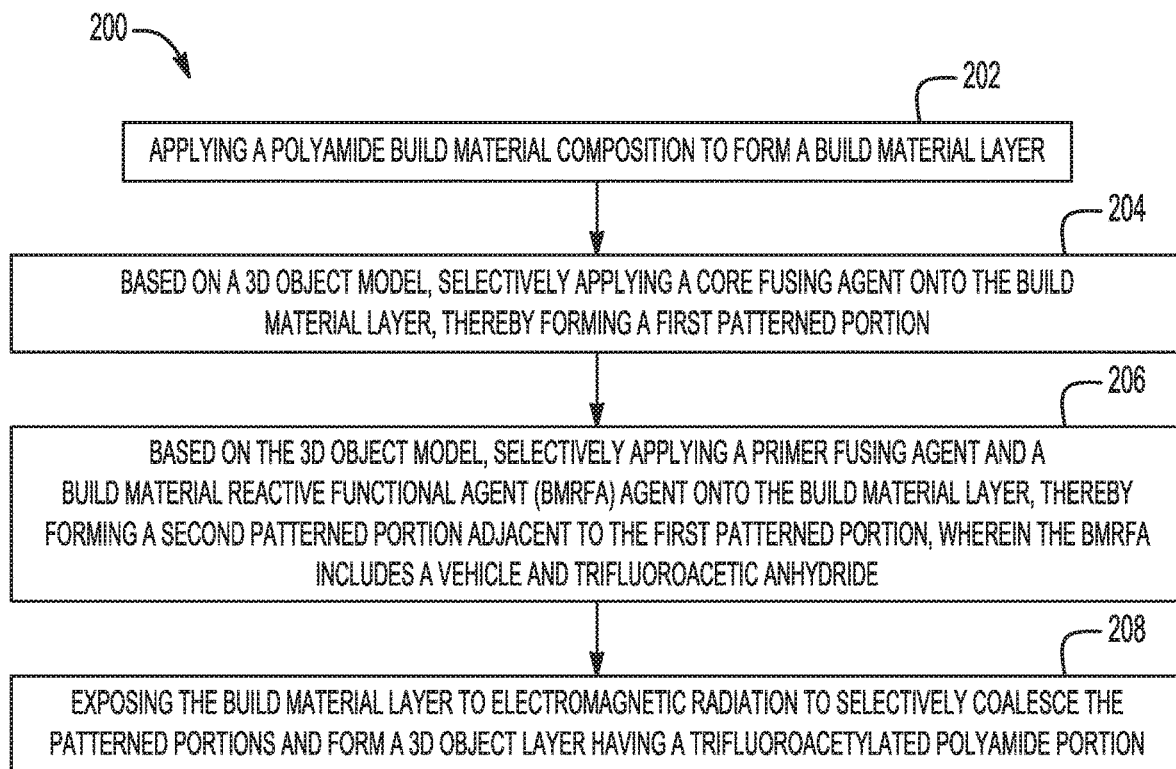 200
202
APPLYING A POLYAMIDE BUILD MATERIAL COMPOSITION TO FORM A BUILD MATERIAL LAYER
204
BASED ON A 3D OBJECT MODEL, SELECTIVELY APPLYING A CORE FUSING AGENT ONTO THE BUILD
MATERIAL LAYER, THEREBY FORMING A FIRST PATTERNED PORTION
206
BASED ON THE 3D OBJECT MODEL, SELECTIVELY APPLYING A PRIMER FUSING AGENT AND A
BUILD MATERIAL REACTIVE FUNCTIONAL AGENT (BMRFA) AGENT ONTO THE BUILD MATERIAL LAYER, THEREBY
FORMING A SECOND PATTERNED PORTION ADJACENT TO THE FIRST PATTERNED PORTION, WHEREIN THE BMRFA
INCLUDES A VEHICLE AND TRIFLUOROACETIC ANHYDRIDE
208
EXPOSING THE BUILD MATERIAL LAYER TO ELECTROMAGNETIC RADIATION TO SELECTIVELY COALESCE THE
PATTERNED PORTIONS AND FORM A 3D OBJECT LAYER HAVING A TRIFLUOROACETYLATED POLYAMIDE PORTION